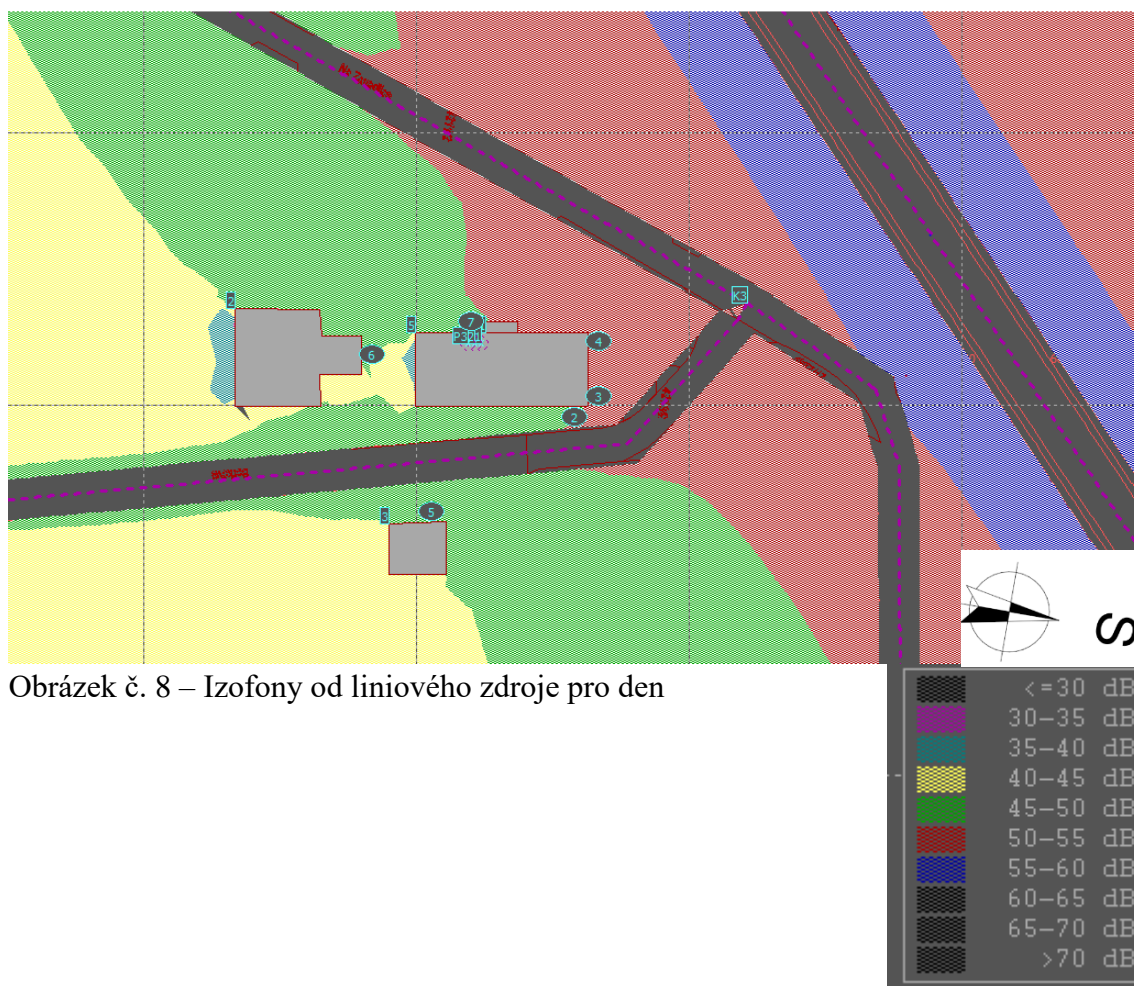 K3
2
5
7
P321
4
6
3
2
5
3
S
Obrázek č. 8 – Izofony od liniového zdroje pro den
<=30 dB
30-35 dB
35-40 dB
40-45 dB
45-50 dB
50-55 dB
55-60 dB
60-65 dB
65-70 dB
>70 dB